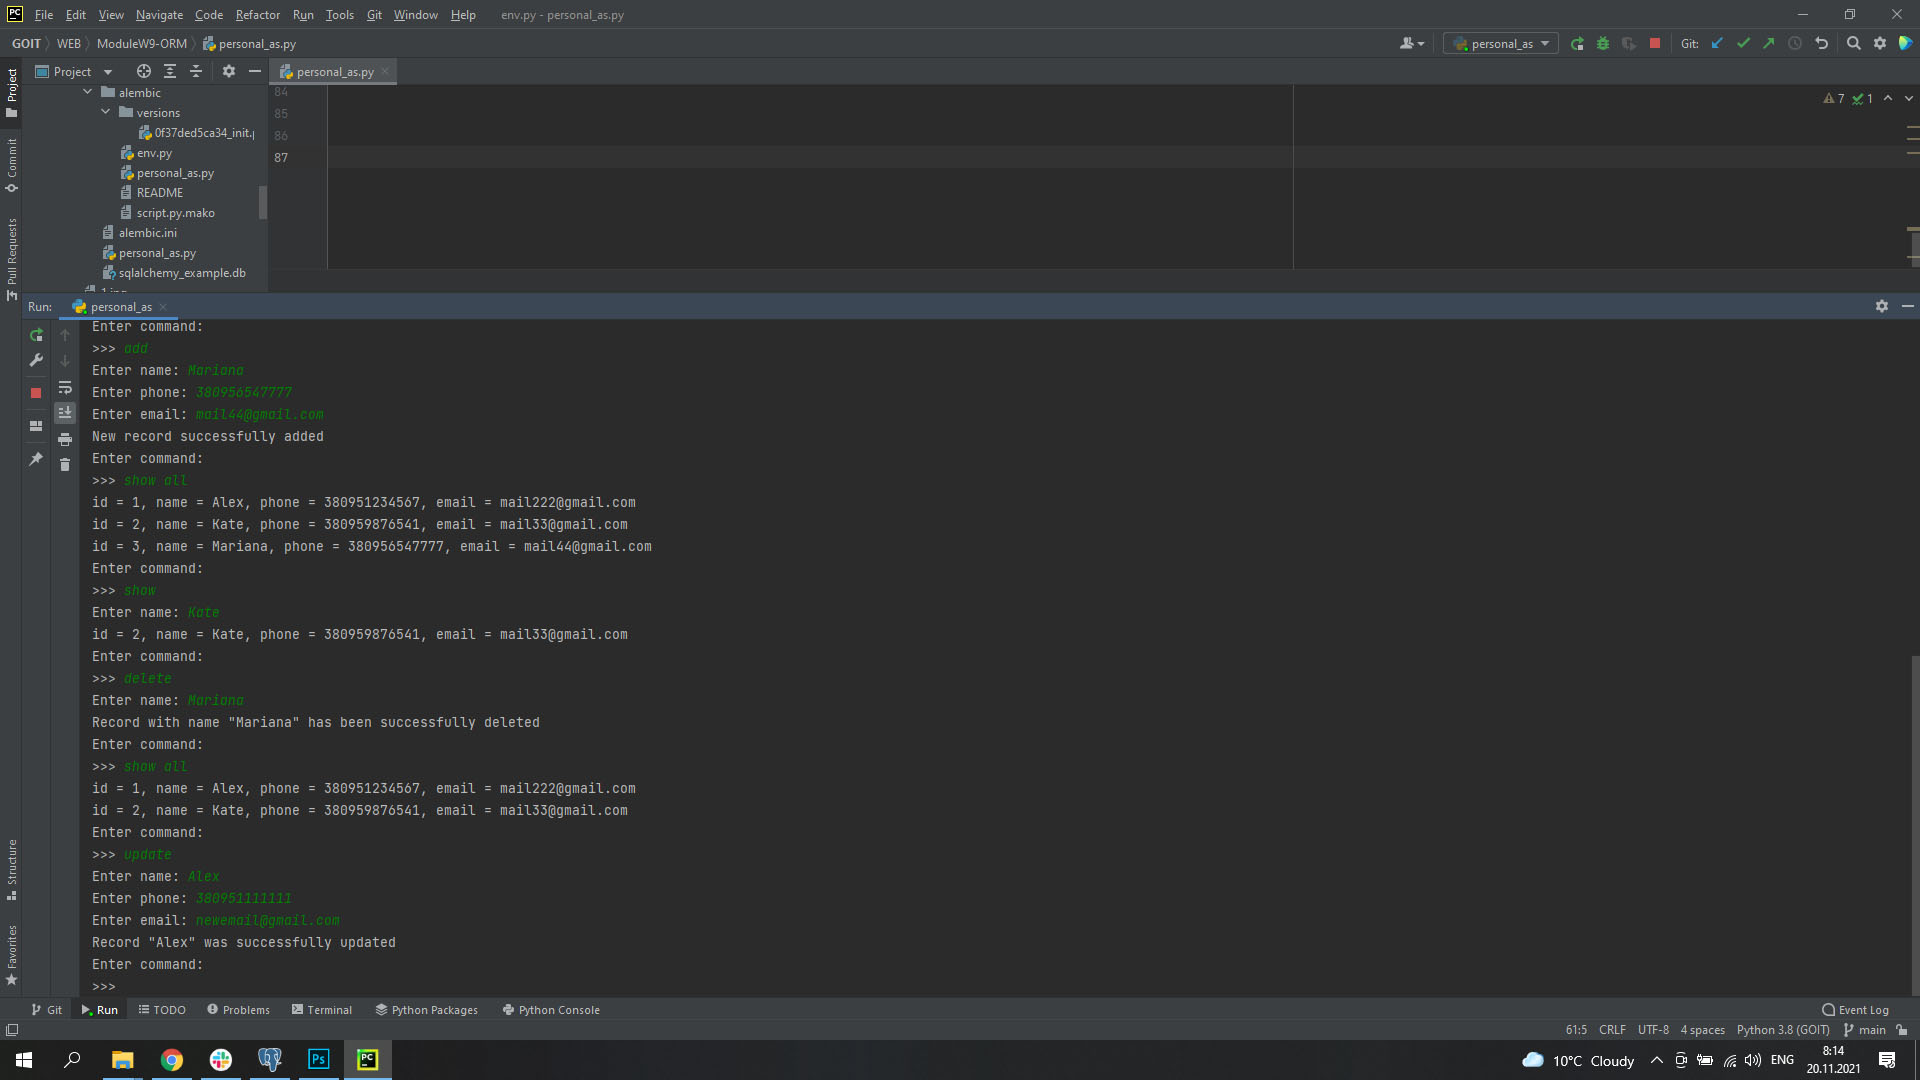 PC File Edit View Navigate Code Refactor Run Tools Git Window Help env.py - personal_as.py
GOIT WEB ModuleW9-ORM personal_as.py personal_as Git:
Project personal_as.py
alembic
versions
0f37ded5ca34_init.p
env.py
personal_as.py
README
script.py.mako
alembic.ini
personal_as.py
sqlalchemy_example.db
84
85
86
87
7 1
Project
Commit
Pull Requests
Structure
Favorites
Run: personal_as
Enter command:
>>> add
Enter name: Mariana
Enter phone: 380956547777
Enter email: mail44@gmail.com
New record successfully added
Enter command:
>>> show all
id = 1, name = Alex, phone = 380951234567, email = mail222@gmail.com
id = 2, name = Kate, phone = 380959876541, email = mail33@gmail.com
id = 3, name = Mariana, phone = 380956547777, email = mail44@gmail.com
Enter command:
>>> show
Enter name: Kate
id = 2, name = Kate, phone = 380959876541, email = mail33@gmail.com
Enter command:
>>> delete
Enter name: Mariana
Record with name "Mariana" has been successfully deleted
Enter command:
>>> show all
id = 1, name = Alex, phone = 380951234567, email = mail222@gmail.com
id = 2, name = Kate, phone = 380959876541, email = mail33@gmail.com
Enter command:
>>> update
Enter name: Alex
Enter phone: 380951111111
Enter email: newemail@gmail.com
Record "Alex" was successfully updated
Enter command:
>>>
Git Run TODO Problems Terminal Python Packages Python Console Event Log
61:5 CRLF UTF-8 4 spaces Python 3.8 (GOIT) main
Ps PC 10°C Cloudy ENG 8:14
20.11.2021